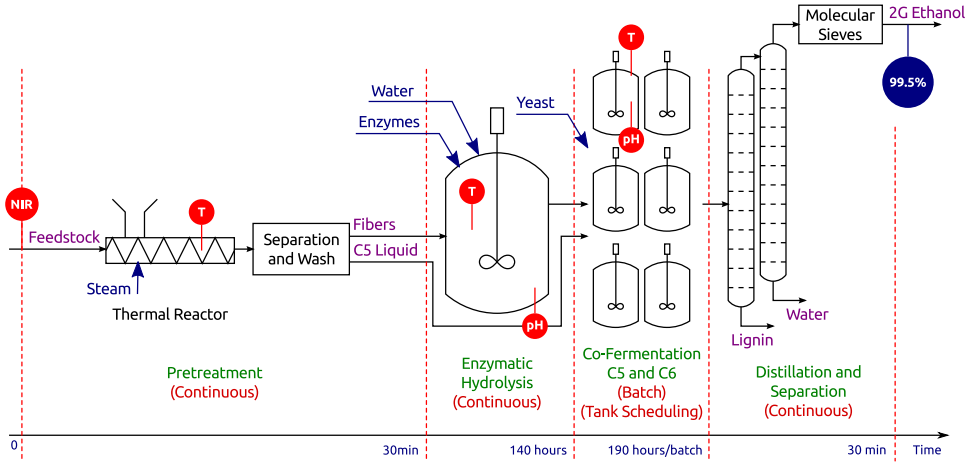 Molecular
Sieves
2G Ethanol
99.5%
T
pH
Yeast
Water
Enzymes
T
pH
NIR
Feedstock
T
Steam
Thermal Reactor
Separation
and Wash
Fibers
C5 Liquid
Water
Lignin
Pretreatment
(Continuous)
Enzymatic
Hydrolysis
(Continuous)
Co-Fermentation
C5 and C6
(Batch)
(Tank Scheduling)
Distillation and
Separation
(Continuous)
0
30min
140 hours
190 hours/batch
30 min
Time